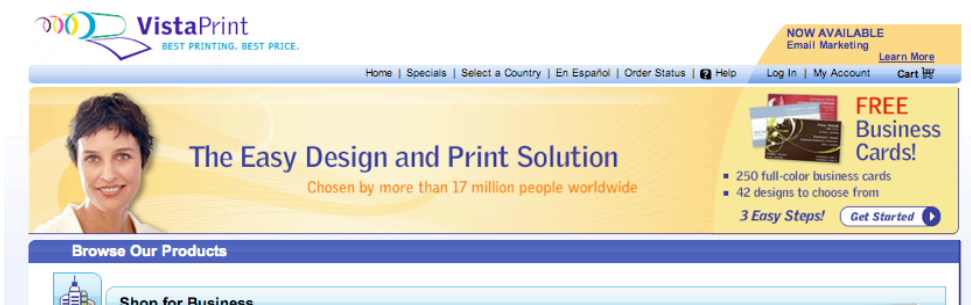 VistaPrint
BEST PRINTING. BEST PRICE.
NOW AVAILABLE
Email Marketing
Learn More
Home | Specials | Select a Country | En Español | Order Status | ? Help
Log In | My Account
Cart
The Easy Design and Print Solution
Chosen by more than 17 million people worldwide
FREE
Business
Cards!
250 full-color business cards
42 designs to choose from
3 Easy Steps!
Get Started
Browse Our Products
Shop for Business